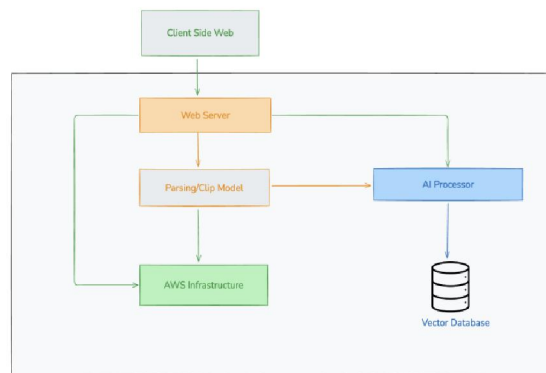 Client Side Web
Web Server
Parsing/Clip Model
AI Processor
AWS Infrastructure
Vector Database